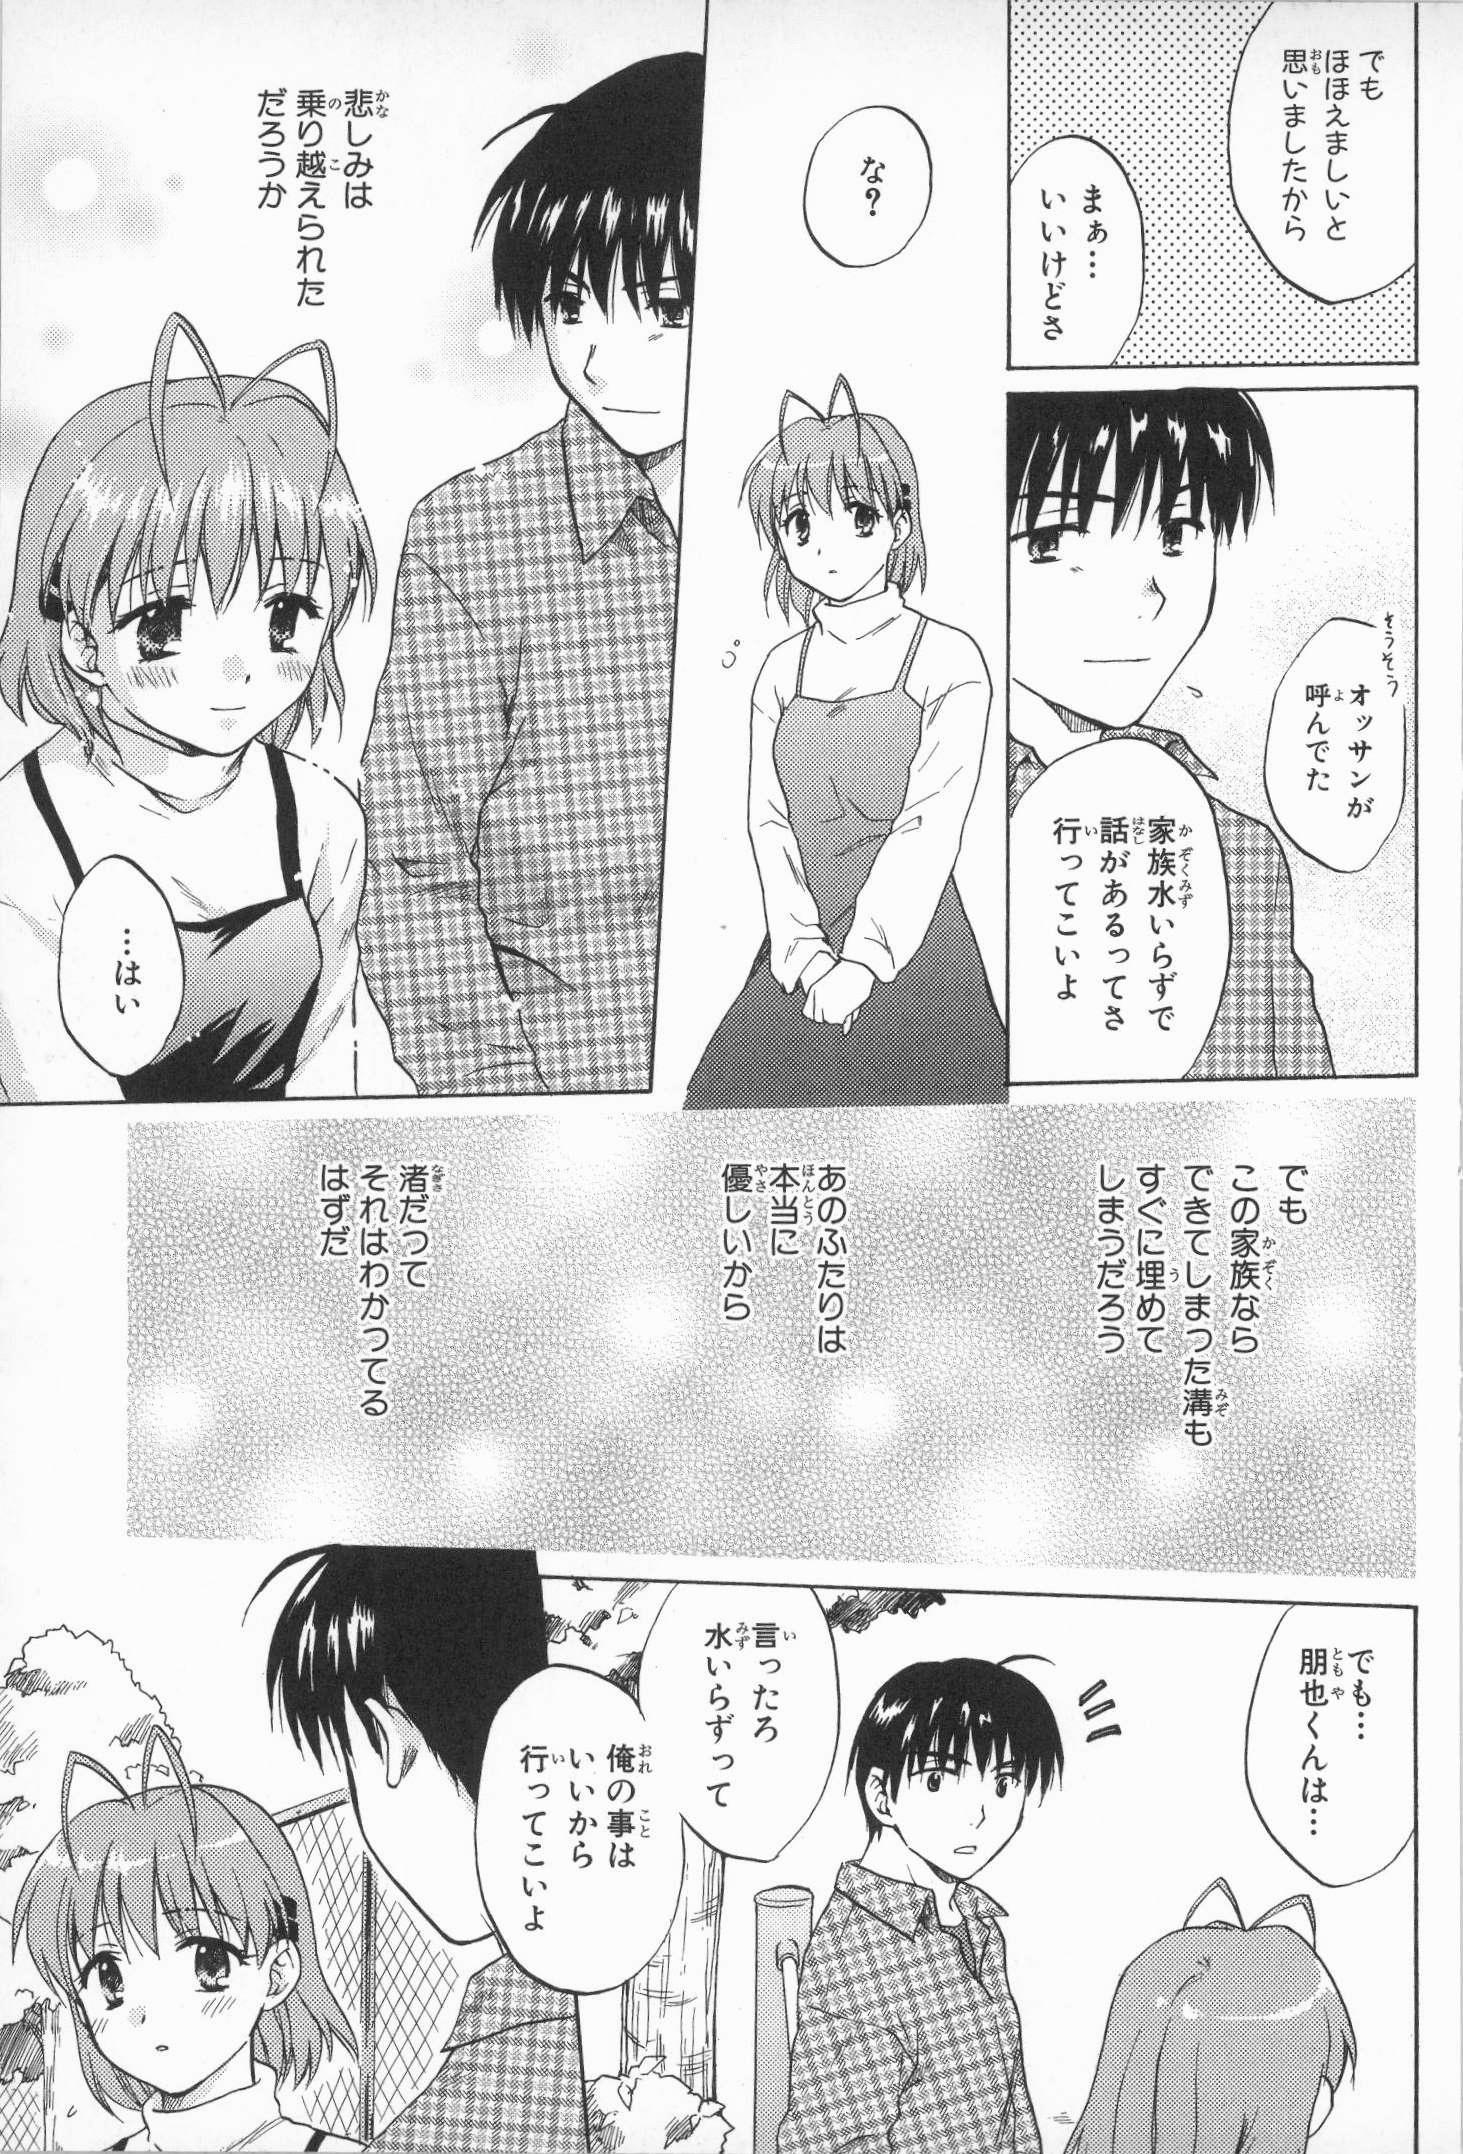 でも
ほほえましいと
思いましたから
まぁ…
いいけどさ
そうそう
オッサンが
呼んでた
家族水いらずで
話があるってさ
行ってこいよ
な?
悲しみは
乗り越えられた
だろうか
…はい
でも
この家族なら
できてしまった溝も
すぐに埋めて
しまうだろう
あのふたりは
本当に
優しいから
渚だって
それはわかってる
はずだ
でも…
朋也くんは…
言ったろ
水いらずって
俺の事は
いいから
行ってこいよ